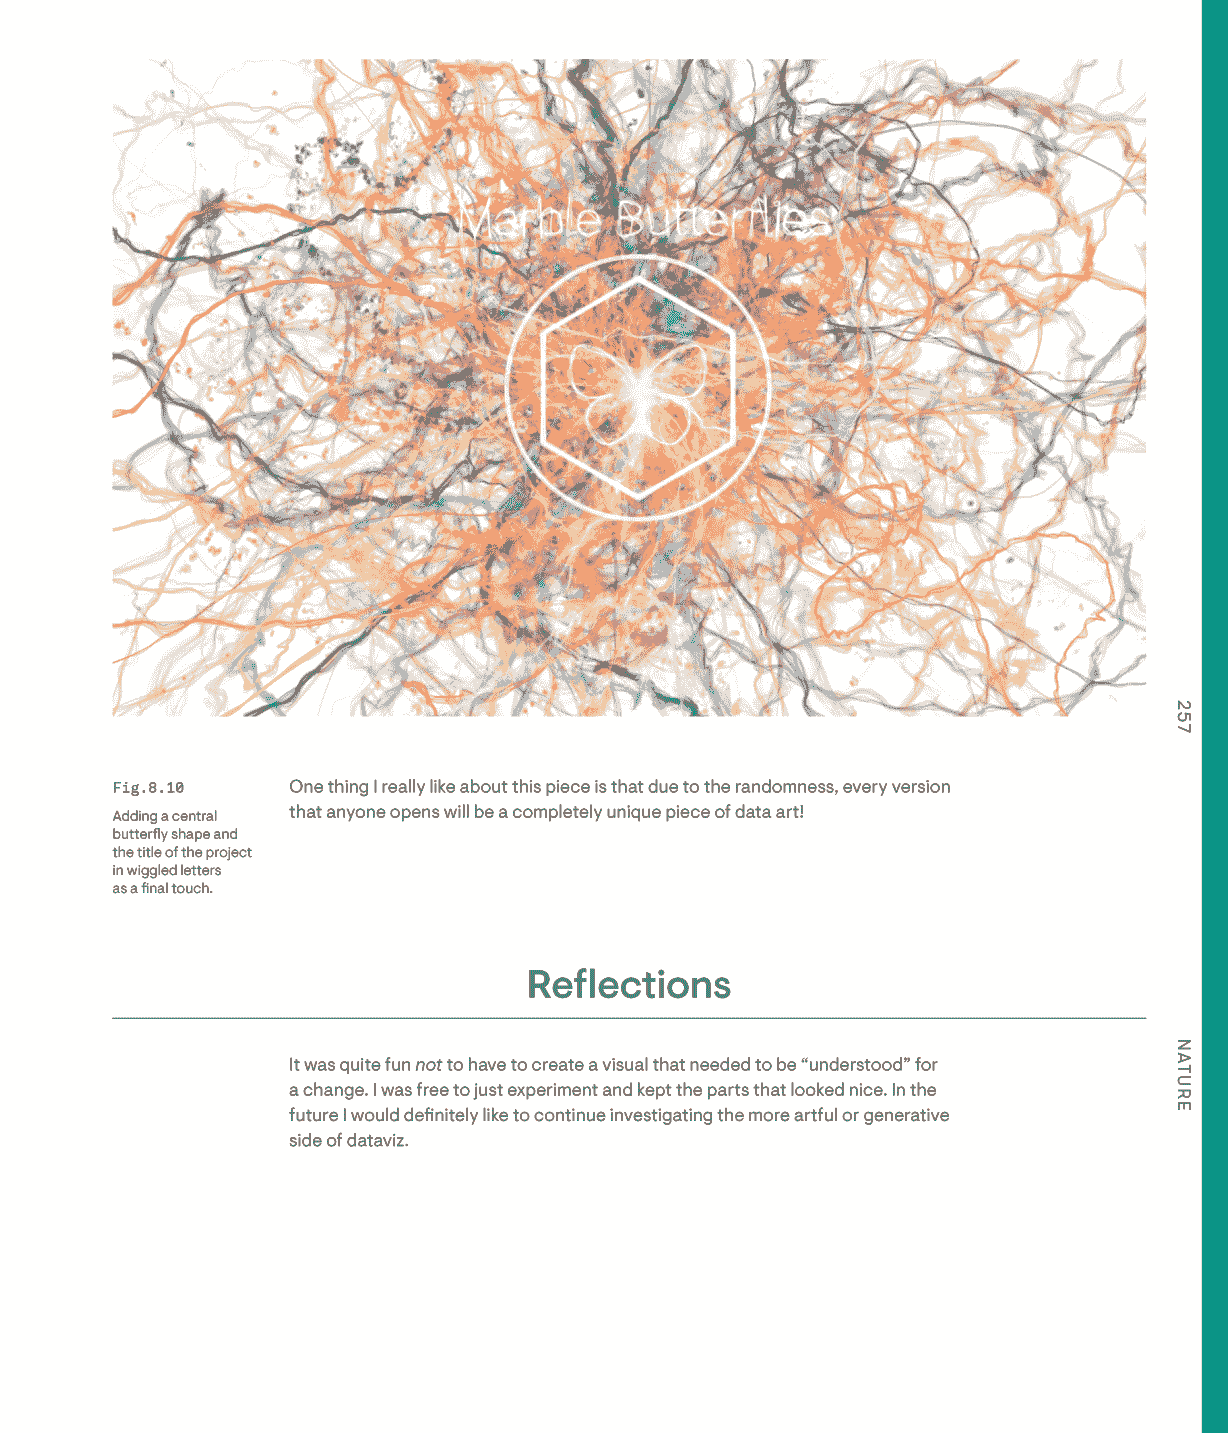 Marble Butterflies
257
Fig.8.10
Adding a central
butterfly shape and
the title of the project
in wiggled letters
as a final touch.
One thing I really like about this piece is that due to the randomness, every version
that anyone opens will be a completely unique piece of data art!
Reflections
It was quite fun not to have to create a visual that needed to be “understood” for
a change. I was free to just experiment and kept the parts that looked nice. In the
future I would definitely like to continue investigating the more artful or generative
side of dataviz.
NATURE